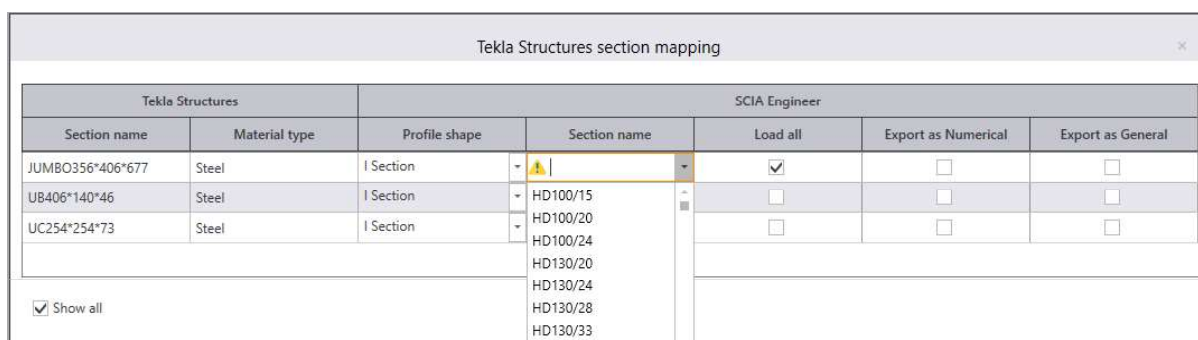 Tekla Structures section mapping
Tekla Structures SCIA Engineer
Section name Material type Profile shape Section name Load all Export as Numerical Export as General
JUMBO356*406*677 Steel I Section
UB406*140*46 Steel I Section
UC254*254*73 Steel I Section
HD100/15
HD100/20
HD100/24
HD130/20
HD130/24
HD130/28
HD130/33
Show all